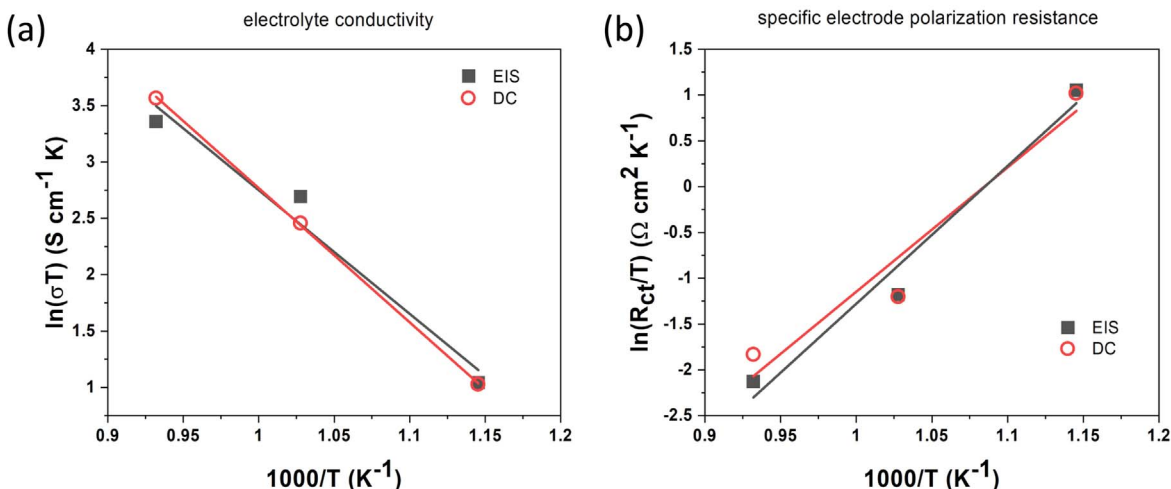 (a)
electrolyte conductivity
ln(σT) (S cm⁻¹ K)
4
3.5
3
2.5
2
1.5
1
EIS
DC
0.9
0.95
1
1.05
1.1
1.15
1.2
1000/T (K⁻¹)
(b)
specific electrode polarization resistance
ln(R_ct/T) (Ω cm² K⁻¹)
1.5
1
0.5
0
-0.5
-1
-1.5
-2
-2.5
EIS
DC
0.9
0.95
1
1.05
1.1
1.15
1.2
1000/T (K⁻¹)